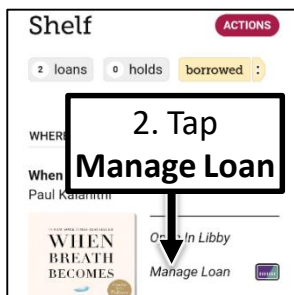 Shelf
ACTIONS
2 loans 0 holds borrowed :
WHERE
2. Tap
Manage Loan
When
Paul Kalanithi
WHEN
BREATH
BECOMES
Open In Libby
Manage Loan